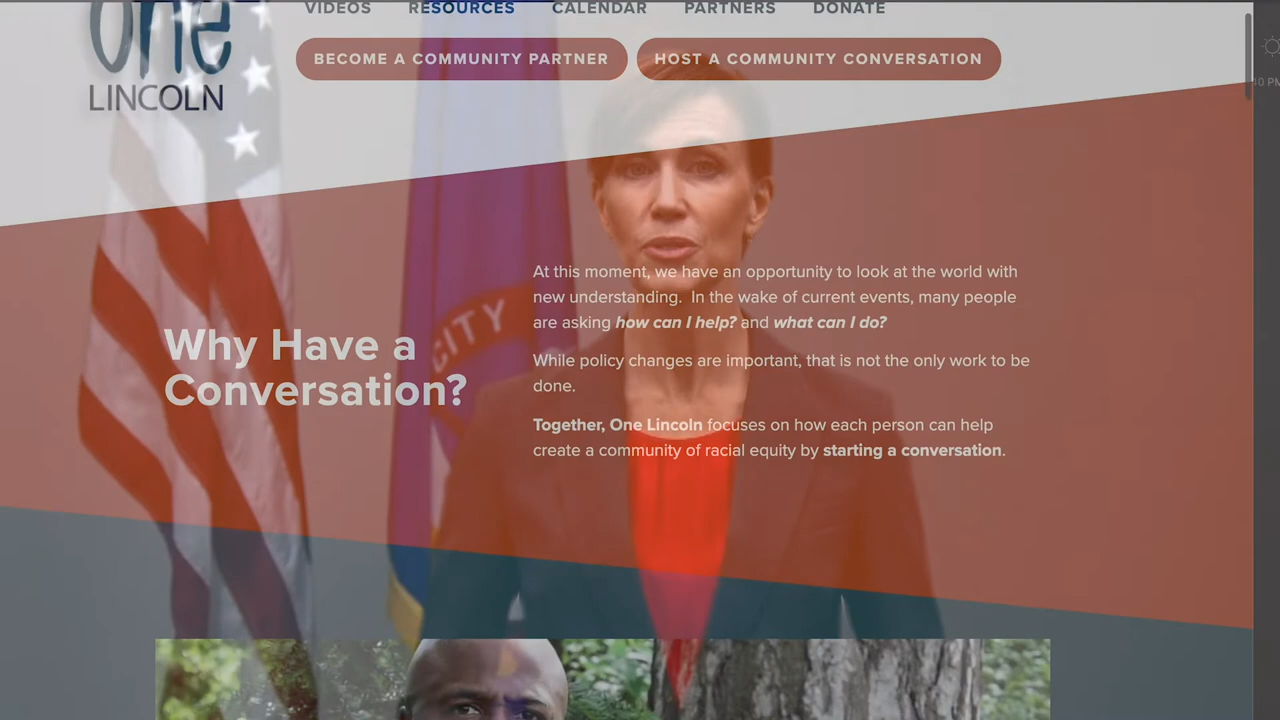 one
LINCOLN
VIDEOS RESOURCES CALENDAR PARTNERS DONATE
BECOME A COMMUNITY PARTNER HOST A COMMUNITY CONVERSATION
10 PM
CITY
Why Have a
Conversation?
At this moment, we have an opportunity to look at the world with
new understanding. In the wake of current events, many people
are asking how can I help? and what can I do?
While policy changes are important, that is not the only work to be
done.
Together, One Lincoln focuses on how each person can help
create a community of racial equity by starting a conversation.